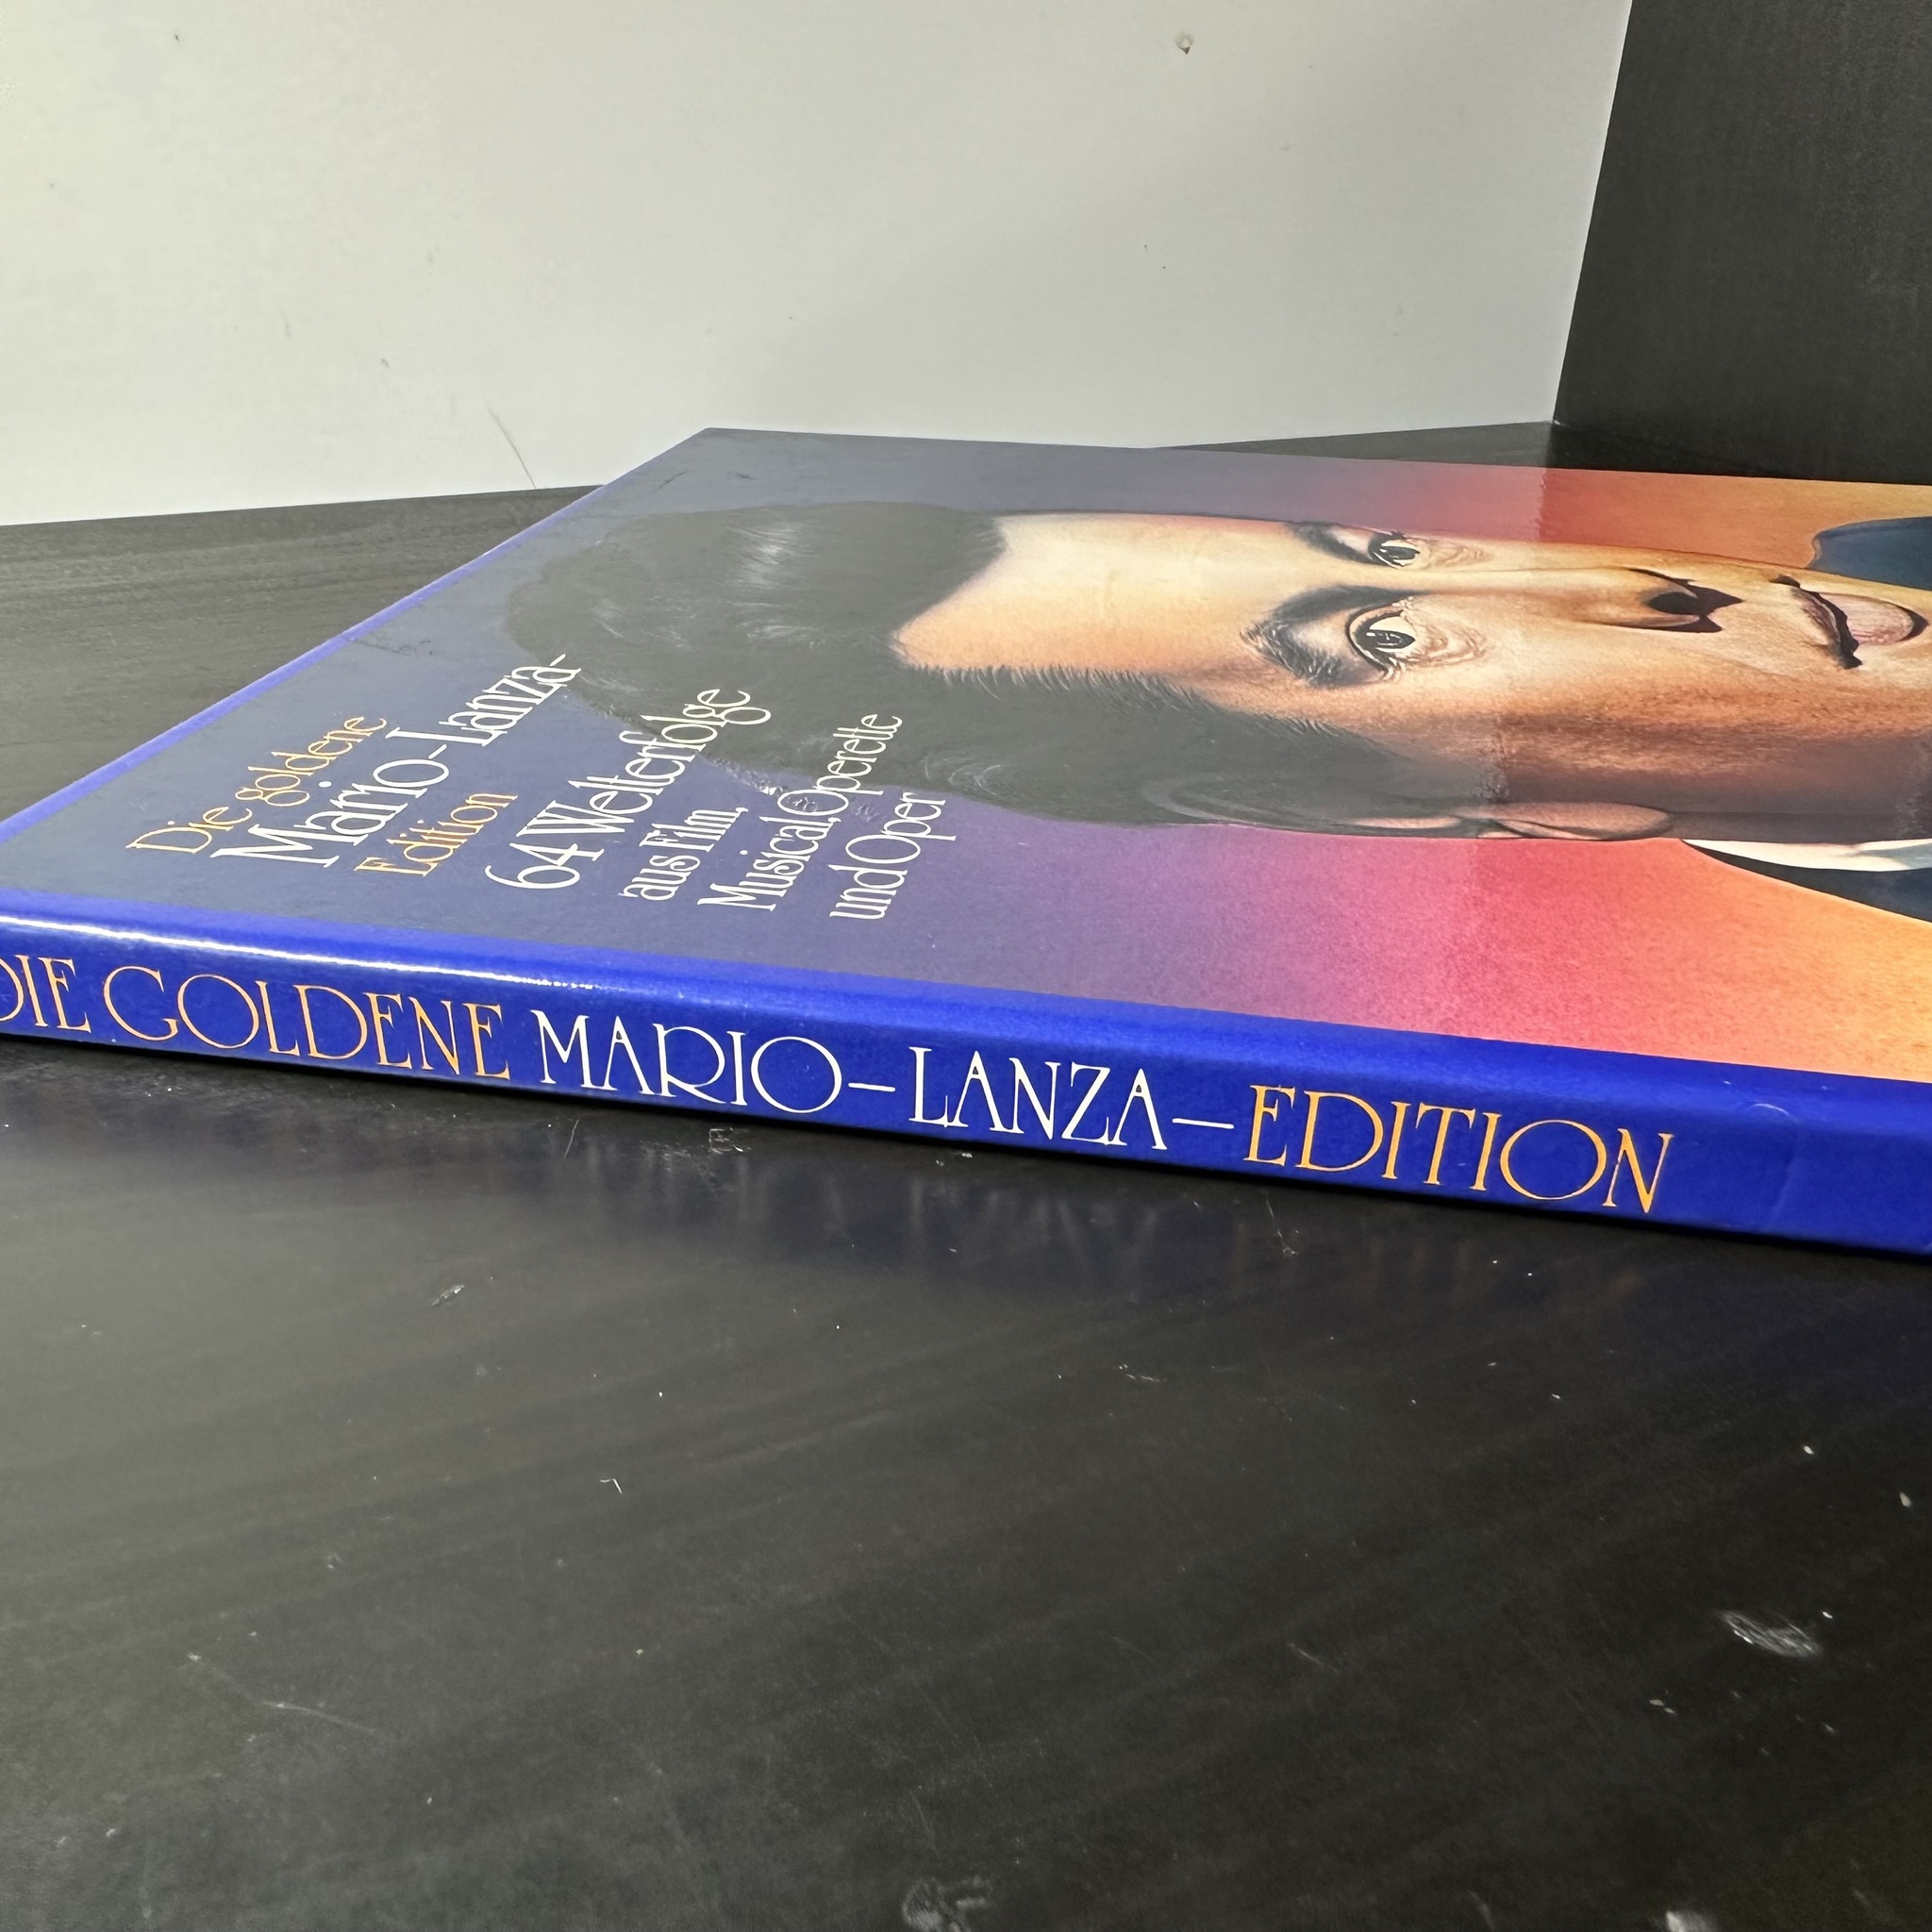 Die goldene
Mario-Lanza-
Edition
64 Welterfolge
aus Film,
Musical, Operette
und Oper
DIE GOLDENE MARIO-LANZA-EDITION